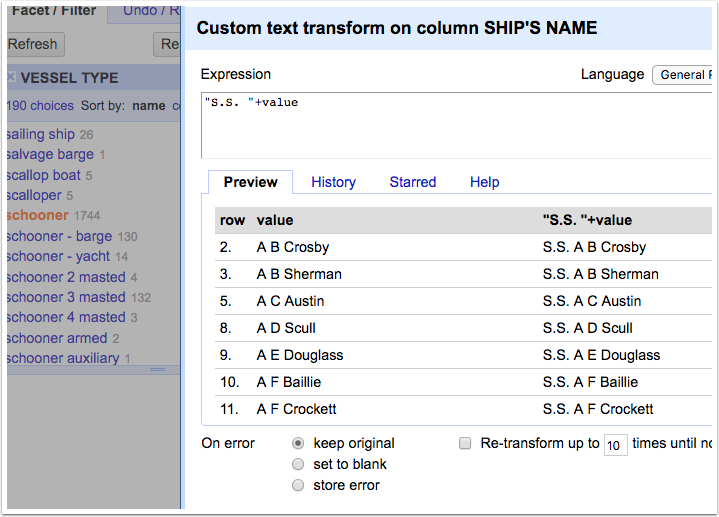 Facet / Filter
Undo /
Refresh
VESSEL TYPE
190 choices Sort by: name
sailing ship 26
salvage barge 1
scallop boat 5
scalloper 5
schooner 1744
schooner - barge 130
schooner - yacht 14
schooner 2 masted 4
schooner 3 masted 132
schooner 4 masted 3
schooner armed 2
schooner auxiliary 1
Custom text transform on column SHIP'S NAME
Expression Language General
"S.S. "+value
Preview History Starred Help
row value "S.S. "+value
2. A B Crosby S.S. A B Crosby
3. A B Sherman S.S. A B Sherman
5. A C Austin S.S. A C Austin
8. A D Scull S.S. A D Scull
9. A E Douglass S.S. A E Douglass
10. A F Baillie S.S. A F Baillie
11. A F Crockett S.S. A F Crockett
On error keep original Re-transform up to 10 times until
set to blank
store error